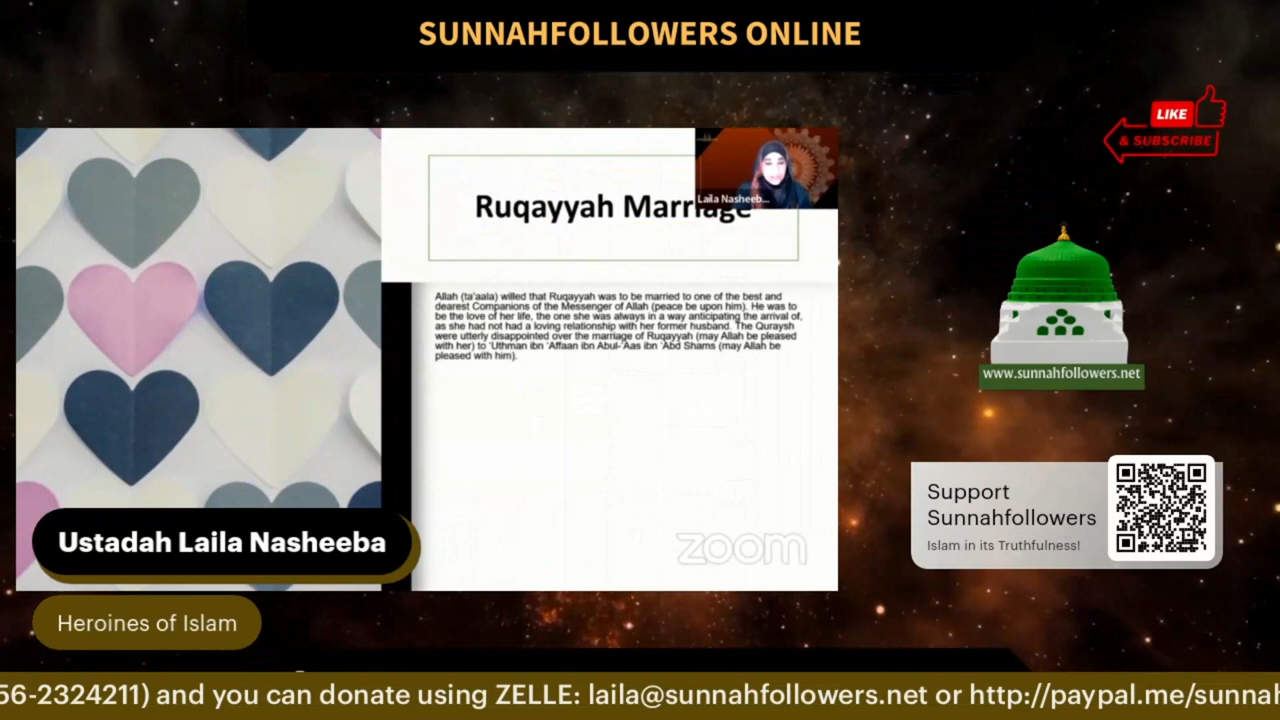 SUNNAHFOLLOWERS ONLINE
LIKE
& SUBSCRIBE
Ruqayyah Marriage
Laila Nasheeb...
Allah (ta'aala) willed that Ruqayyah was to be married to one of the best and
dearest Companions of the Messenger of Allah (peace be upon him). He was to
be the love of her life, the one she was always in a way anticipating the arrival of,
as she had not had a loving relationship with her former husband. The Quraysh
were utterly disappointed over the marriage of Ruqayyah (may Allah be pleased
with her) to 'Uthman ibn 'Affaan ibn Abul-'Aas ibn 'Abd Shams (may Allah be
pleased with him).
www.sunnahfollowers.net
Support
Sunnahfollowers
Islam in its Truthfulness!
zoom
Ustadah Laila Nasheeba
Heroines of Islam
56-2324211) and you can donate using ZELLE: laila@sunnahfollowers.net or http://paypal.me/sunnah